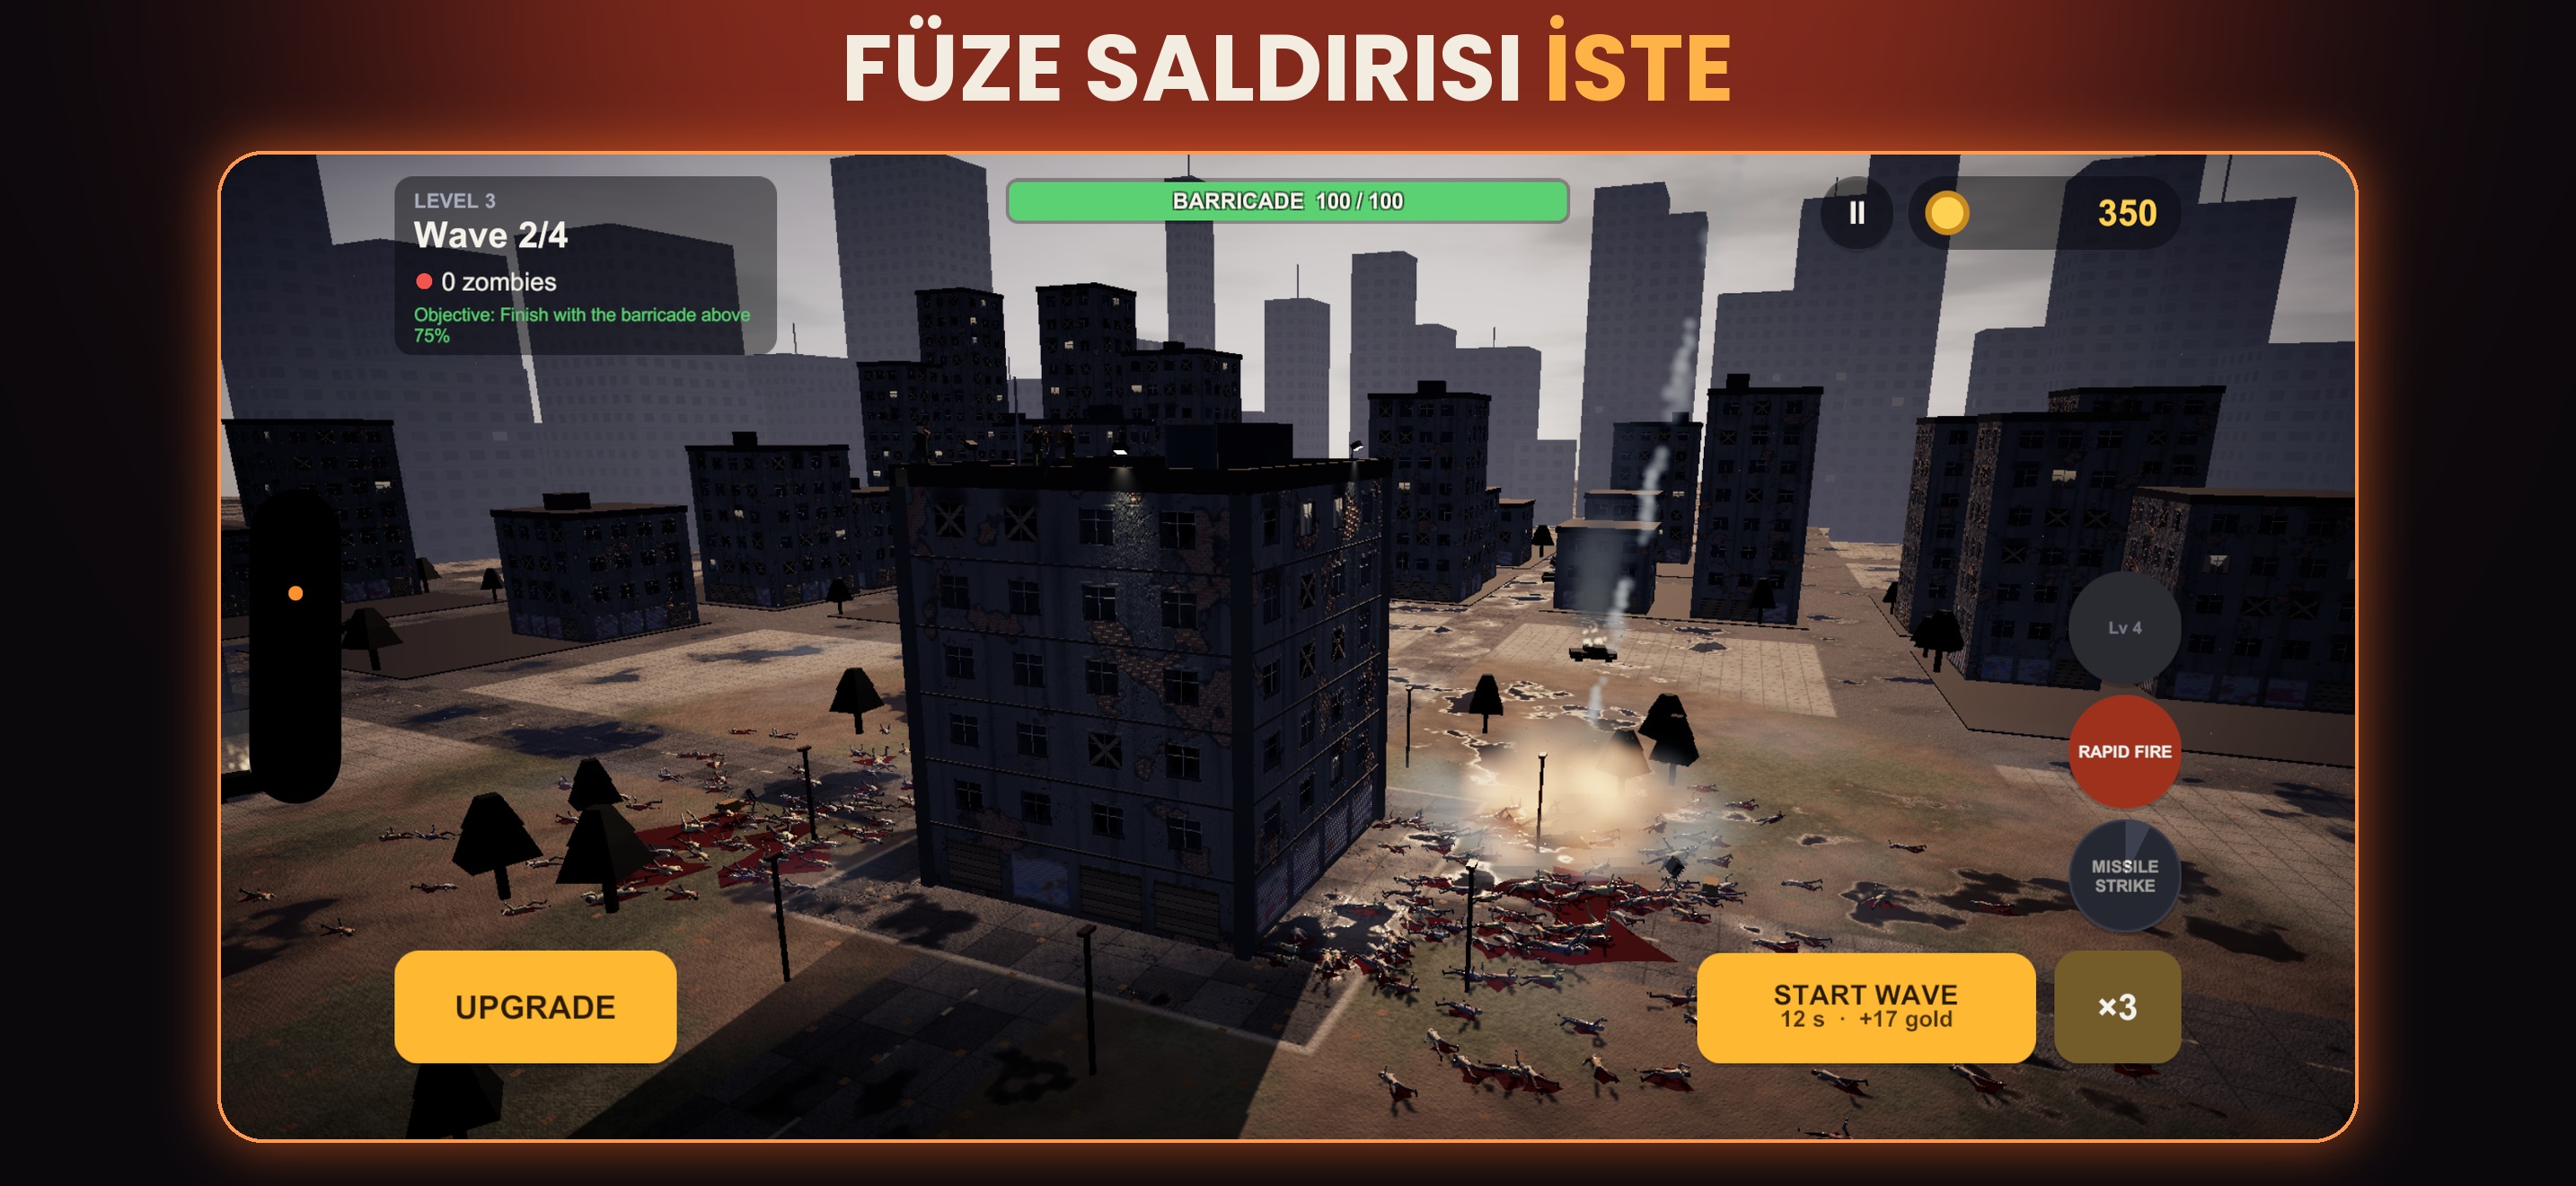 FÜZE SALDIRISI İSTE
LEVEL 3
Wave 2/4
0 zombies
Objective: Finish with the barricade above
75%
BARRICADE 100 / 100
350
Lv 4
RAPID FIRE
MISSILE
STRIKE
UPGRADE
START WAVE
12 s · +17 gold
×3